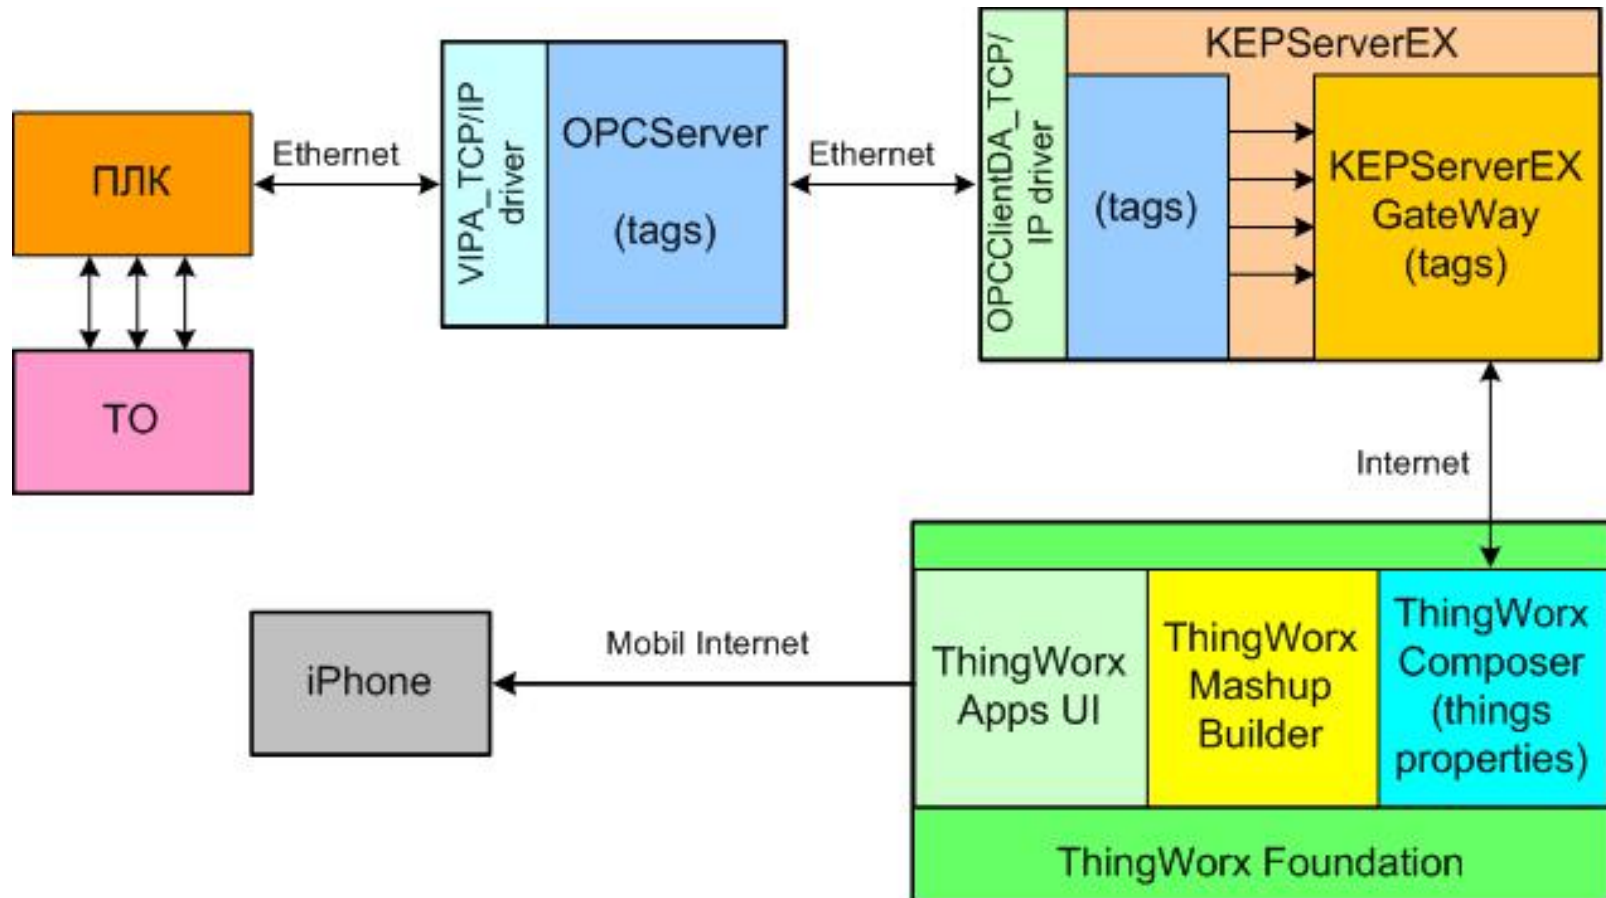 ПЛК
ТО
Ethernet
VIPA_TCP/IP
driver
OPCServer
(tags)
Ethernet
OPCClientDA_TCP/
IP driver
KEPServerEX
(tags)
KEPServerEX
GateWay
(tags)
Internet
iPhone
Mobil Internet
ThingWorx
Apps UI
ThingWorx
Mashup
Builder
ThingWorx
Composer
(things
properties)
ThingWorx Foundation